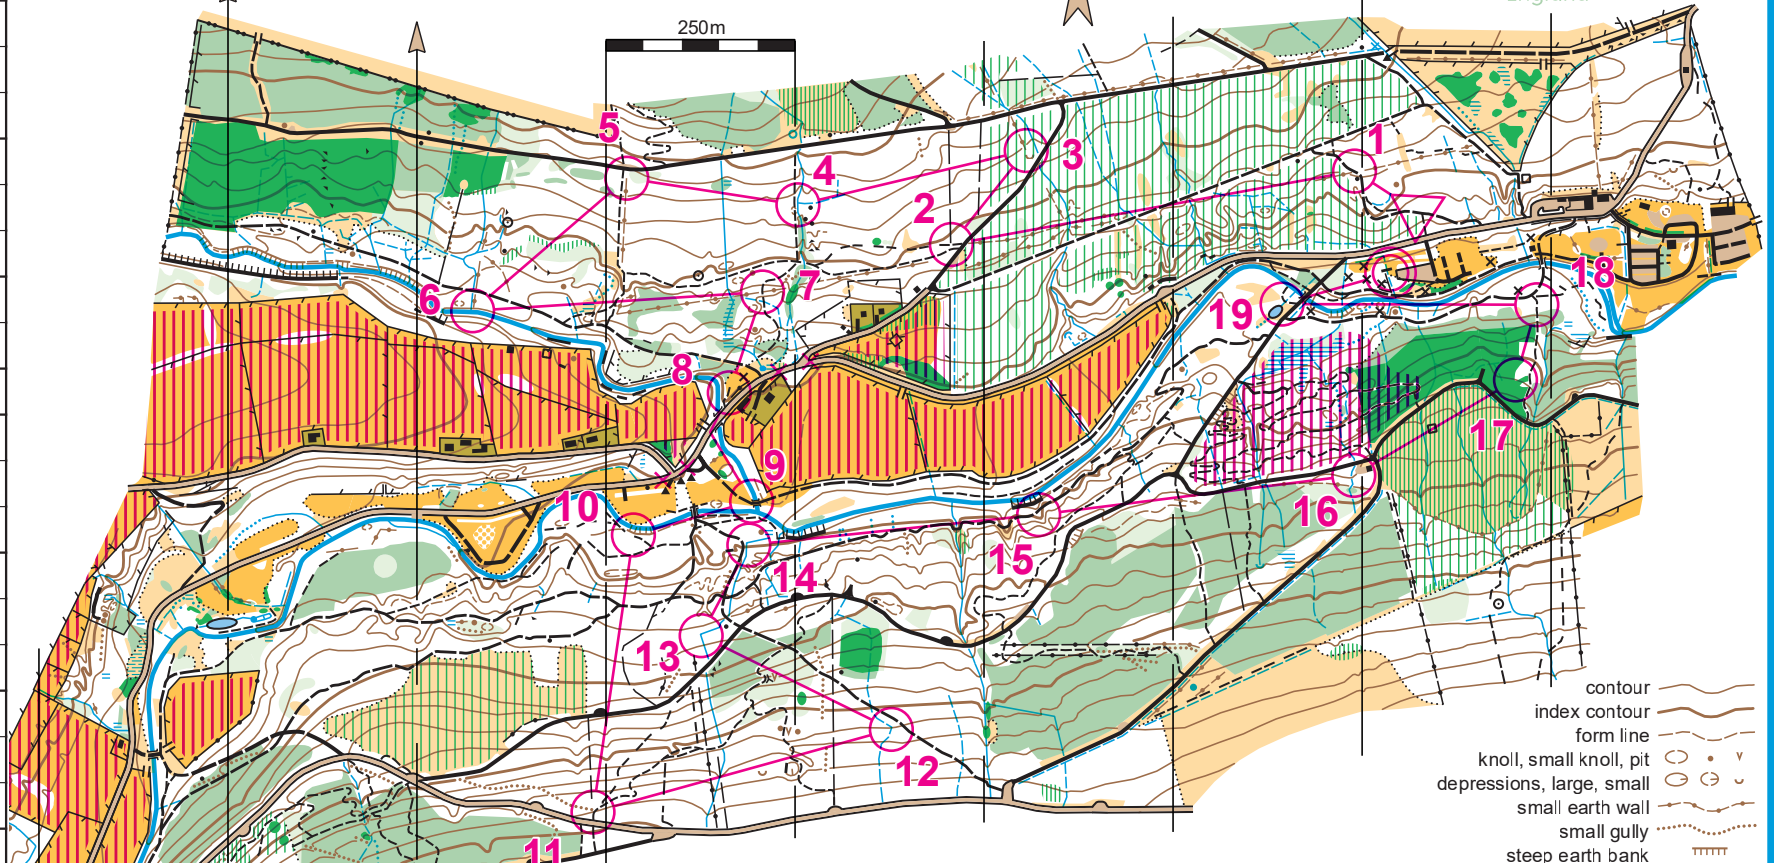 England
250m
5
1
3
4
2
7
18
6
19
8
17
9
10
16
15
14
13
12
11
contour
index contour
form line
knoll, small knoll, pit
depressions, large, small
small earth wall
small gully
steep earth bank